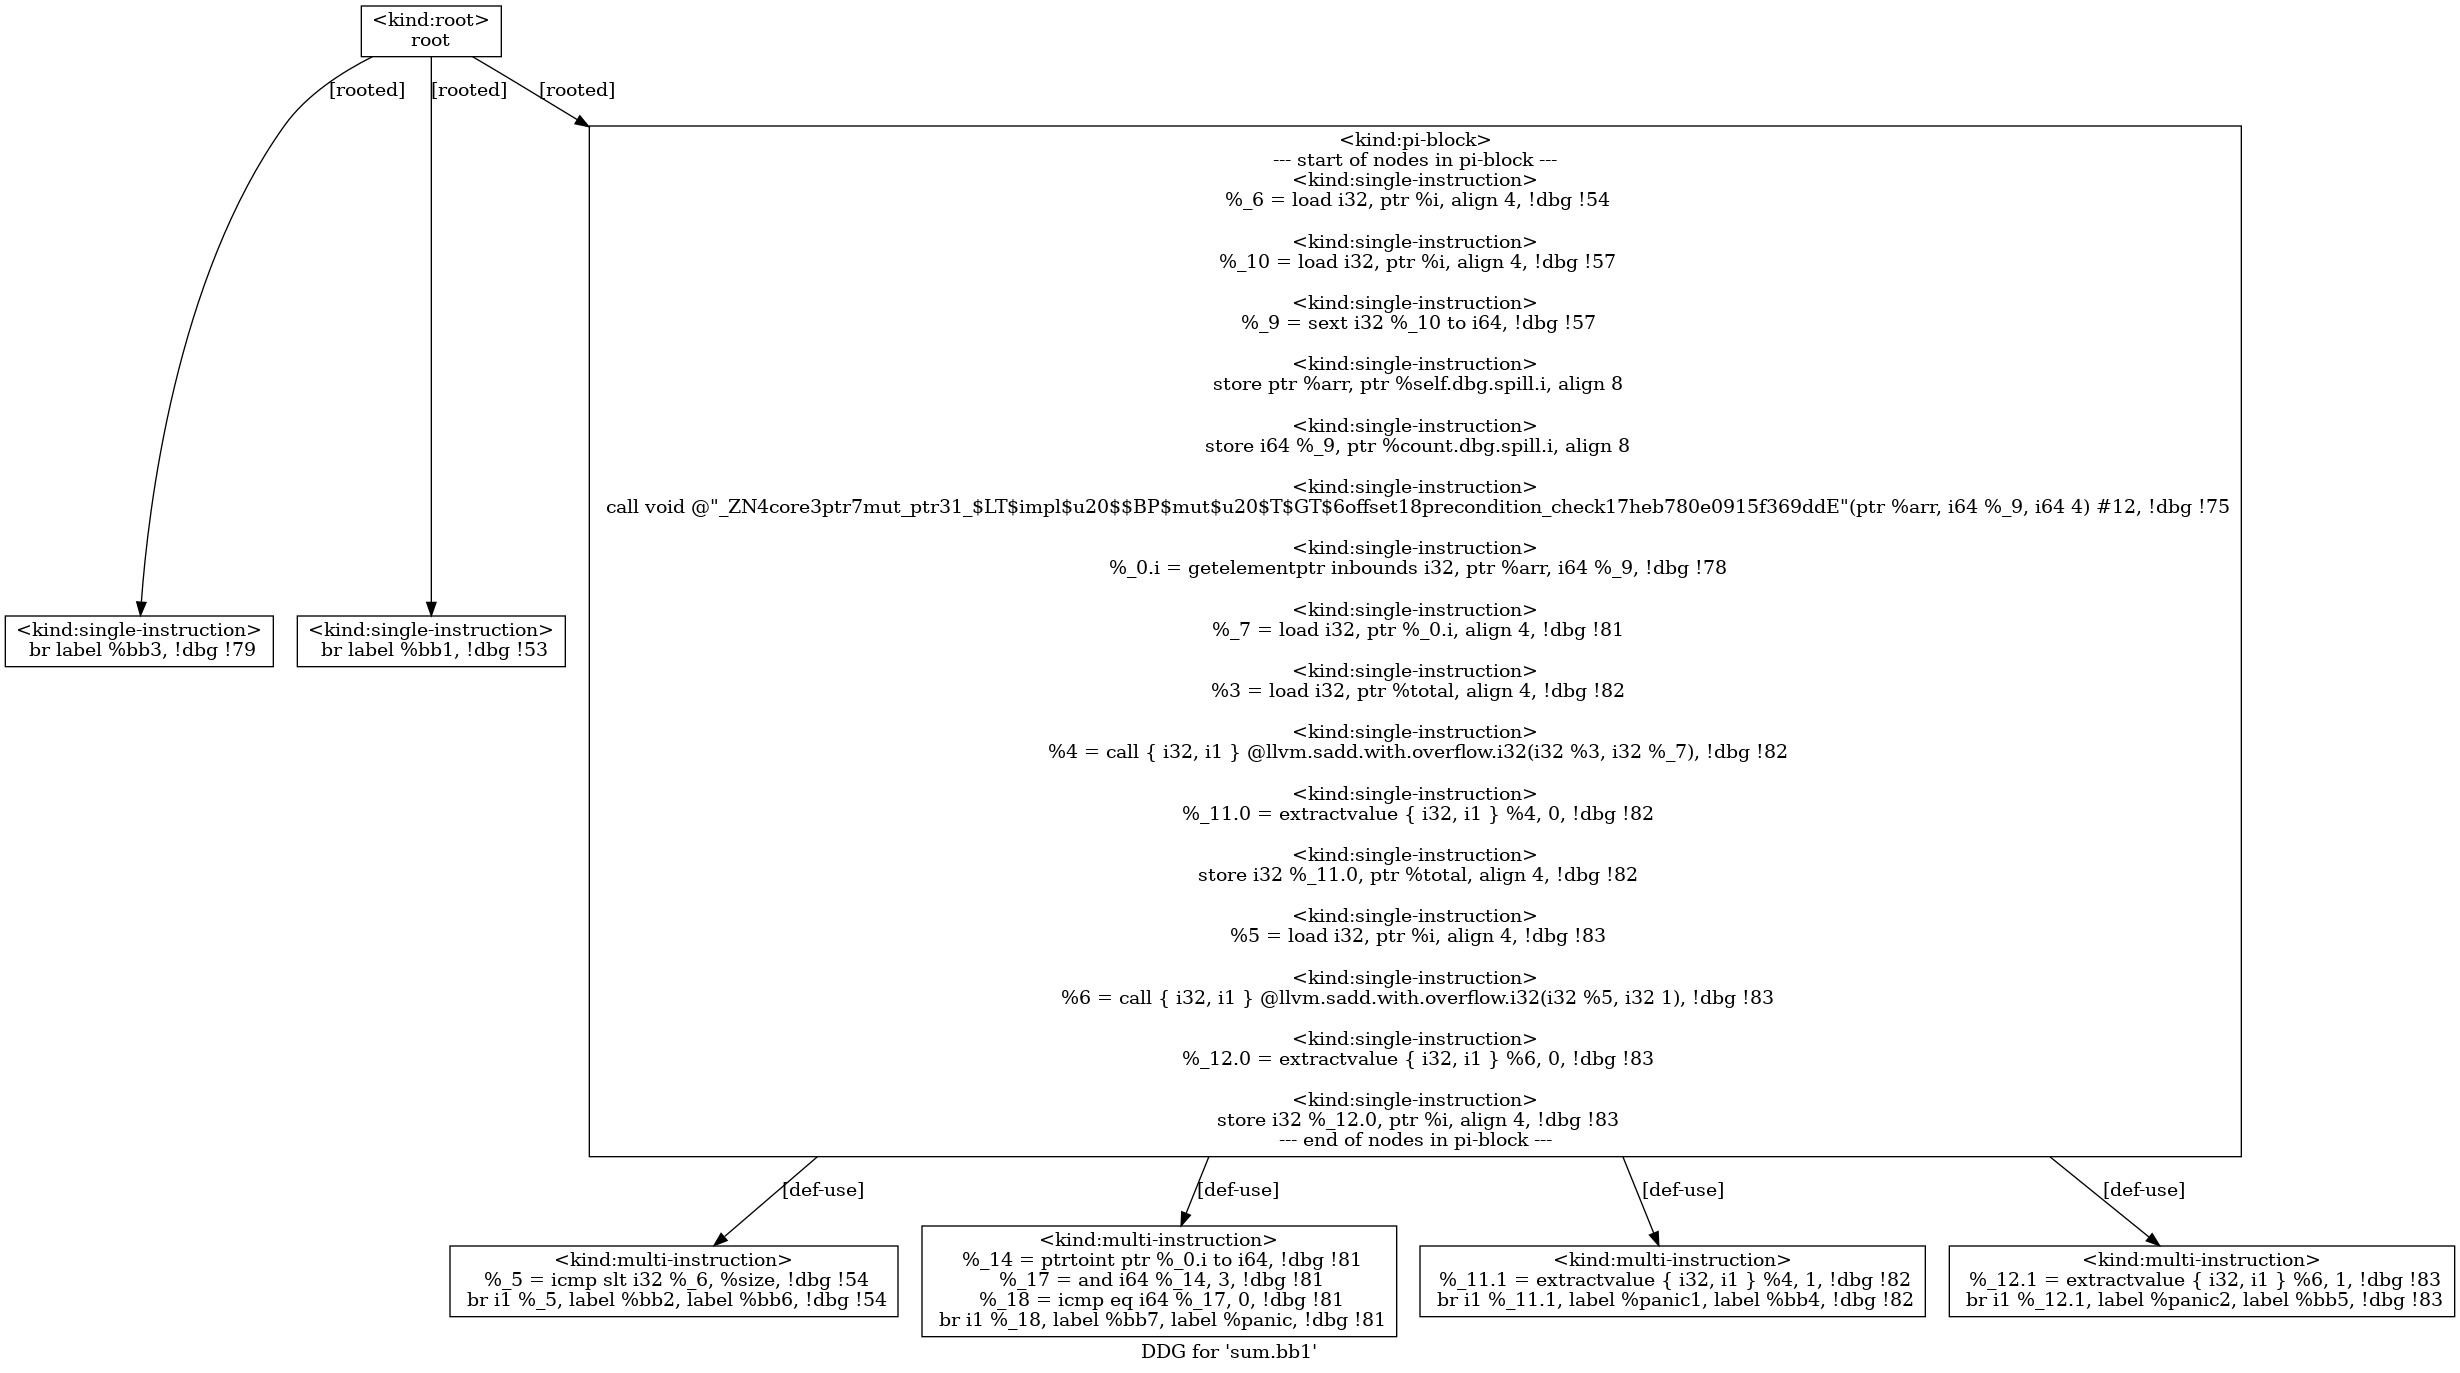 <kind:root>
root
[rooted]
[rooted]
[rooted]
<kind:pi-block>
--- start of nodes in pi-block ---
<kind:single-instruction>
%_6 = load i32, ptr %i, align 4, !dbg !54
<kind:single-instruction>
%_10 = load i32, ptr %i, align 4, !dbg !57
<kind:single-instruction>
%_9 = sext i32 %_10 to i64, !dbg !57
<kind:single-instruction>
store ptr %arr, ptr %self.dbg.spill.i, align 8
<kind:single-instruction>
store i64 %_9, ptr %count.dbg.spill.i, align 8
<kind:single-instruction>
call void @"_ZN4core3ptr7mut_ptr31_$LT$impl$u20$$BP$mut$u20$T$GT$6offset18precondition_check17heb780e0915f369ddE"(ptr %arr, i64 %_9, i64 4) #12, !dbg !75
<kind:single-instruction>
%_0.i = getelementptr inbounds i32, ptr %arr, i64 %_9, !dbg !78
<kind:single-instruction>
%_7 = load i32, ptr %_0.i, align 4, !dbg !81
<kind:single-instruction>
%3 = load i32, ptr %total, align 4, !dbg !82
<kind:single-instruction>
%4 = call { i32, i1 } @llvm.sadd.with.overflow.i32(i32 %3, i32 %_7), !dbg !82
<kind:single-instruction>
%_11.0 = extractvalue { i32, i1 } %4, 0, !dbg !82
<kind:single-instruction>
store i32 %_11.0, ptr %total, align 4, !dbg !82
<kind:single-instruction>
%5 = load i32, ptr %i, align 4, !dbg !83
<kind:single-instruction>
%6 = call { i32, i1 } @llvm.sadd.with.overflow.i32(i32 %5, i32 1), !dbg !83
<kind:single-instruction>
%_12.0 = extractvalue { i32, i1 } %6, 0, !dbg !83
<kind:single-instruction>
store i32 %_12.0, ptr %i, align 4, !dbg !83
--- end of nodes in pi-block ---
<kind:single-instruction>
br label %bb3, !dbg !79
<kind:single-instruction>
br label %bb1, !dbg !53
[def-use]
[def-use]
[def-use]
[def-use]
<kind:multi-instruction>
%_5 = icmp slt i32 %_6, %size, !dbg !54
br i1 %_5, label %bb2, label %bb6, !dbg !54
<kind:multi-instruction>
%_14 = ptrtoint ptr %_0.i to i64, !dbg !81
%_17 = and i64 %_14, 3, !dbg !81
%_18 = icmp eq i64 %_17, 0, !dbg !81
br i1 %_18, label %bb7, label %panic, !dbg !81
<kind:multi-instruction>
%_11.1 = extractvalue { i32, i1 } %4, 1, !dbg !82
br i1 %_11.1, label %panic1, label %bb4, !dbg !82
<kind:multi-instruction>
%_12.1 = extractvalue { i32, i1 } %6, 1, !dbg !83
br i1 %_12.1, label %panic2, label %bb5, !dbg !83
DDG for 'sum.bb1'